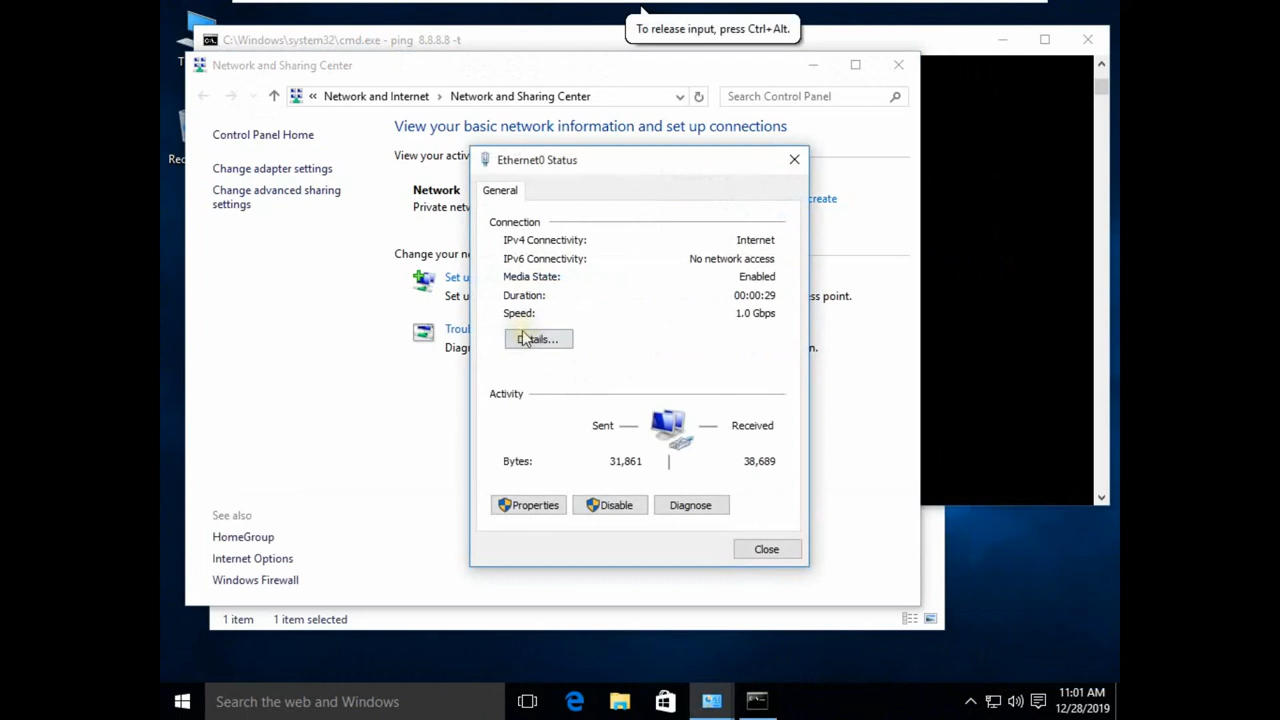 To release input, press Ctrl+Alt.
C:\Windows\system32\cmd.exe - ping 8.8.8.8 -t
Network and Sharing Center
« Network and Internet › Network and Sharing Center
Search Control Panel
Control Panel Home
Change adapter settings
Change advanced sharing
settings
View your basic network information and set up connections
View your activ
Network
Private netw
create
Change your n
Set u
Set u
ess point.
Trou
Diagn
n.
Ethernet0 Status
General
Connection
IPv4 Connectivity: Internet
IPv6 Connectivity: No network access
Media State: Enabled
Duration: 00:00:29
Speed: 1.0 Gbps
Activity
Sent — — Received
Bytes: 31,861 | 38,689
Properties Disable Diagnose
Close
See also
HomeGroup
Internet Options
Windows Firewall
1 item 1 item selected
Search the web and Windows
11:01 AM
12/28/2019